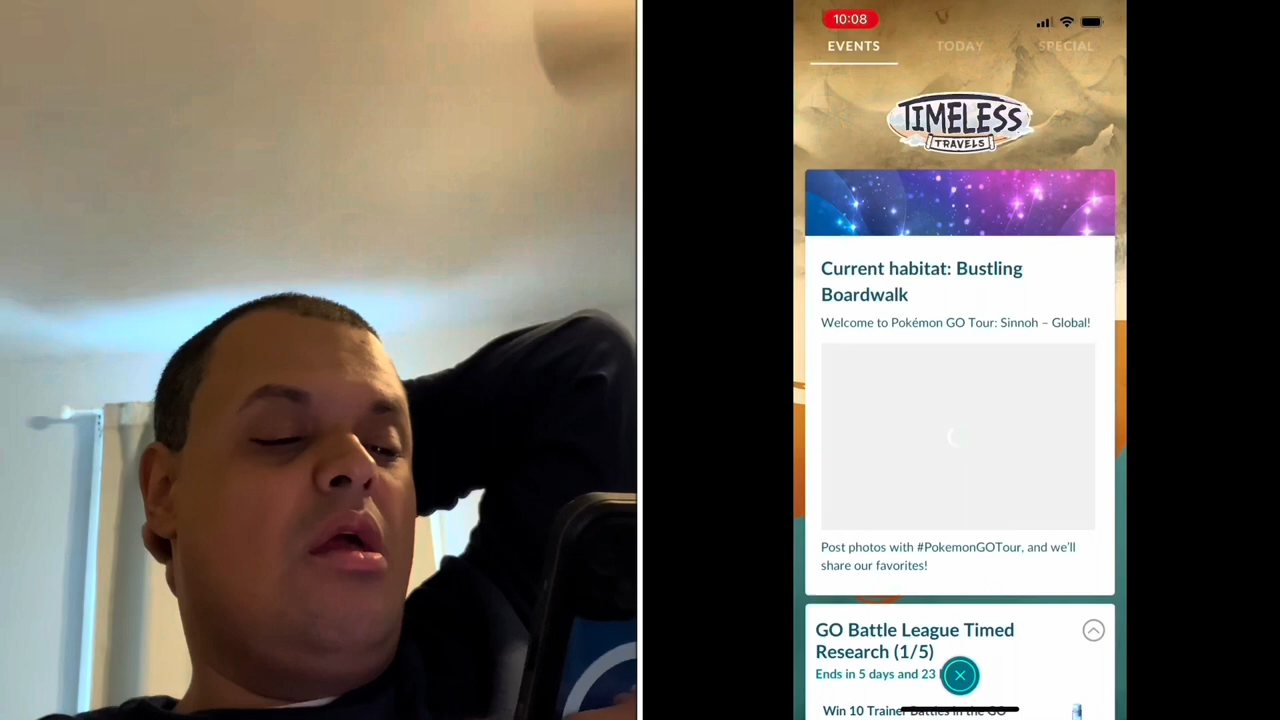 10:08
EVENTS TODAY SPECIAL
TIMELESS
TRAVELS
Current habitat: Bustling
Boardwalk
Welcome to Pokémon GO Tour: Sinnoh – Global!
Post photos with #PokemonGOTour, and we'll
share our favorites!
GO Battle League Timed
Research (1/5)
Ends in 5 days and 23
Win 10 Trainer Battles in the GO